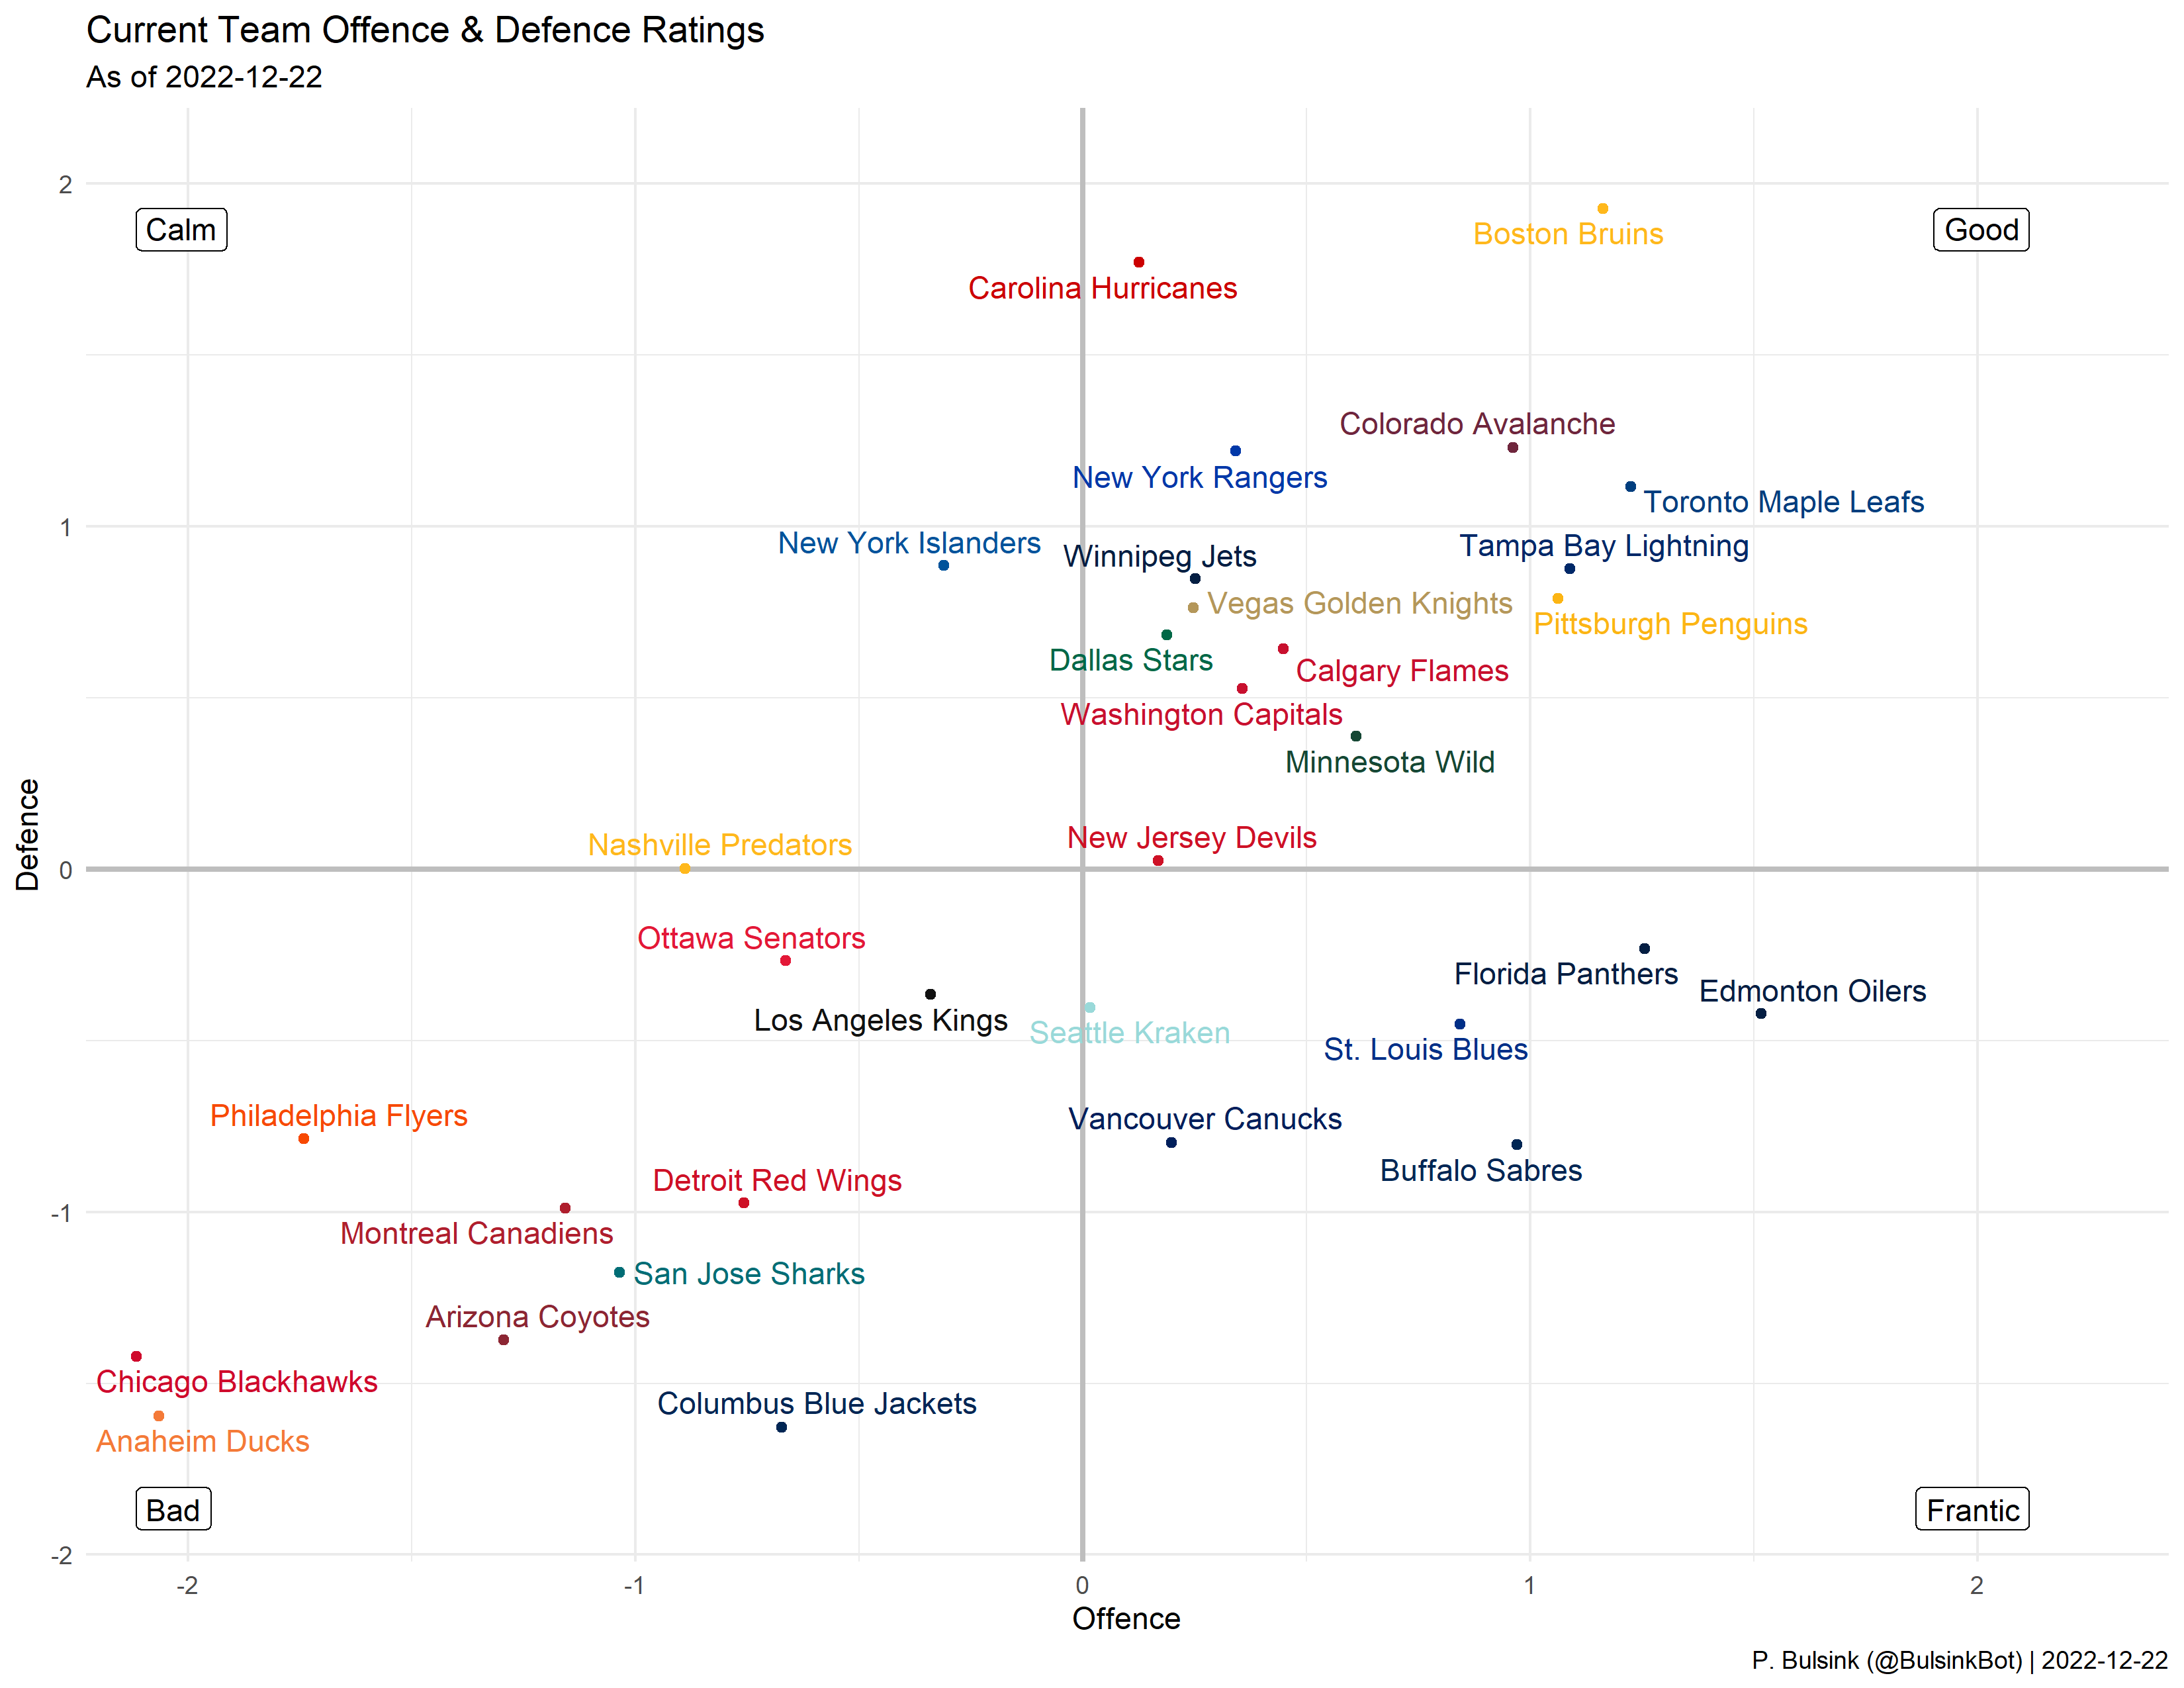 Current Team Offence & Defence Ratings
As of 2022-12-22
2
Calm
Good
Boston Bruins
Carolina Hurricanes
Colorado Avalanche
New York Rangers
Toronto Maple Leafs
1
New York Islanders
Winnipeg Jets
Tampa Bay Lightning
Vegas Golden Knights
Pittsburgh Penguins
Dallas Stars
Calgary Flames
Washington Capitals
Minnesota Wild
Defence
New Jersey Devils
Nashville Predators
0
Ottawa Senators
Florida Panthers
Edmonton Oilers
Los Angeles Kings
Seattle Kraken
St. Louis Blues
Philadelphia Flyers
Vancouver Canucks
Buffalo Sabres
Detroit Red Wings
-1
Montreal Canadiens
San Jose Sharks
Arizona Coyotes
Chicago Blackhawks
Columbus Blue Jackets
Anaheim Ducks
Bad
Frantic
-2
-2
-1
0
1
2
Offence
P. Bulsink (@BulsinkBot) | 2022-12-22